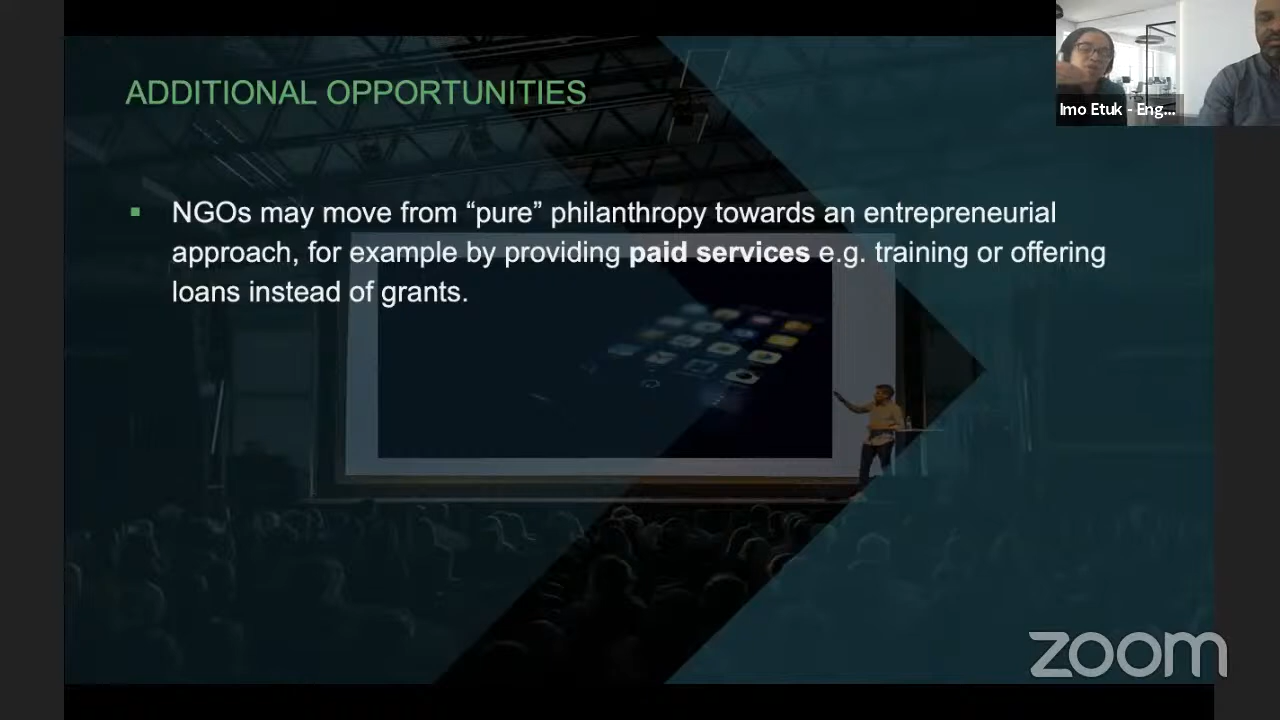 ADDITIONAL OPPORTUNITIES
Imo Etuk - Eng...
▪ NGOs may move from “pure” philanthropy towards an entrepreneurial
approach, for example by providing paid services e.g. training or offering
loans instead of grants.
zoom